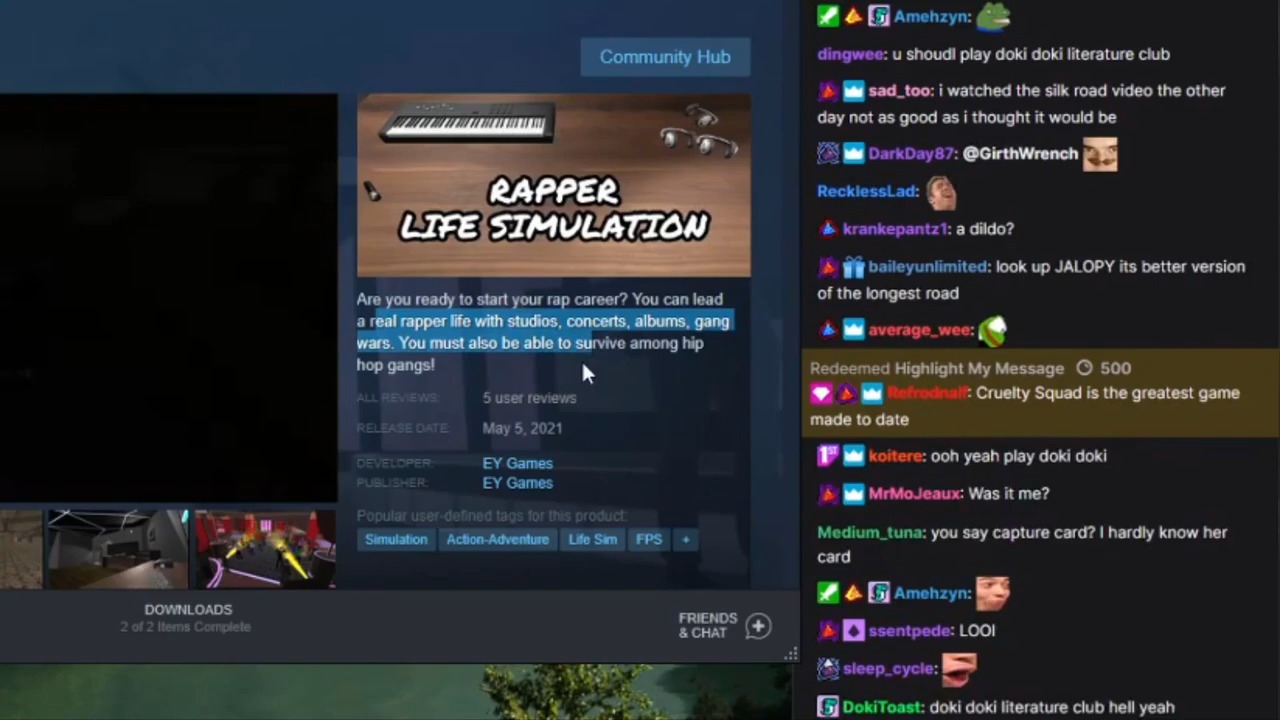 Community Hub
RAPPER
LIFE SIMULATION
Are you ready to start your rap career? You can lead
a real rapper life with studios, concerts, albums, gang
wars. You must also be able to survive among hip
hop gangs!
ALL REVIEWS: 5 user reviews
RELEASE DATE: May 5, 2021
DEVELOPER: EY Games
PUBLISHER: EY Games
Popular user-defined tags for this product:
Simulation Action-Adventure Life Sim FPS +
DOWNLOADS
2 of 2 Items Complete
FRIENDS
& CHAT
Amehzyn:
dingwee: u shoudl play doki doki literature club
sad_too: i watched the silk road video the other
day not as good as i thought it would be
DarkDay87: @GirthWrench
RecklessLad:
krankepantz1: a dildo?
baileyunlimited: look up JALOPY its better version
of the longest road
average_wee:
Redeemed Highlight My Message 500
Refrodnalf: Cruelty Squad is the greatest game
made to date
1ST koitere: ooh yeah play doki doki
MrMoJeaux: Was it me?
Medium_tuna: you say capture card? I hardly know her
card
Amehzyn:
ssentpede: LOOI
sleep_cycle:
DokiToast: doki doki literature club hell yeah